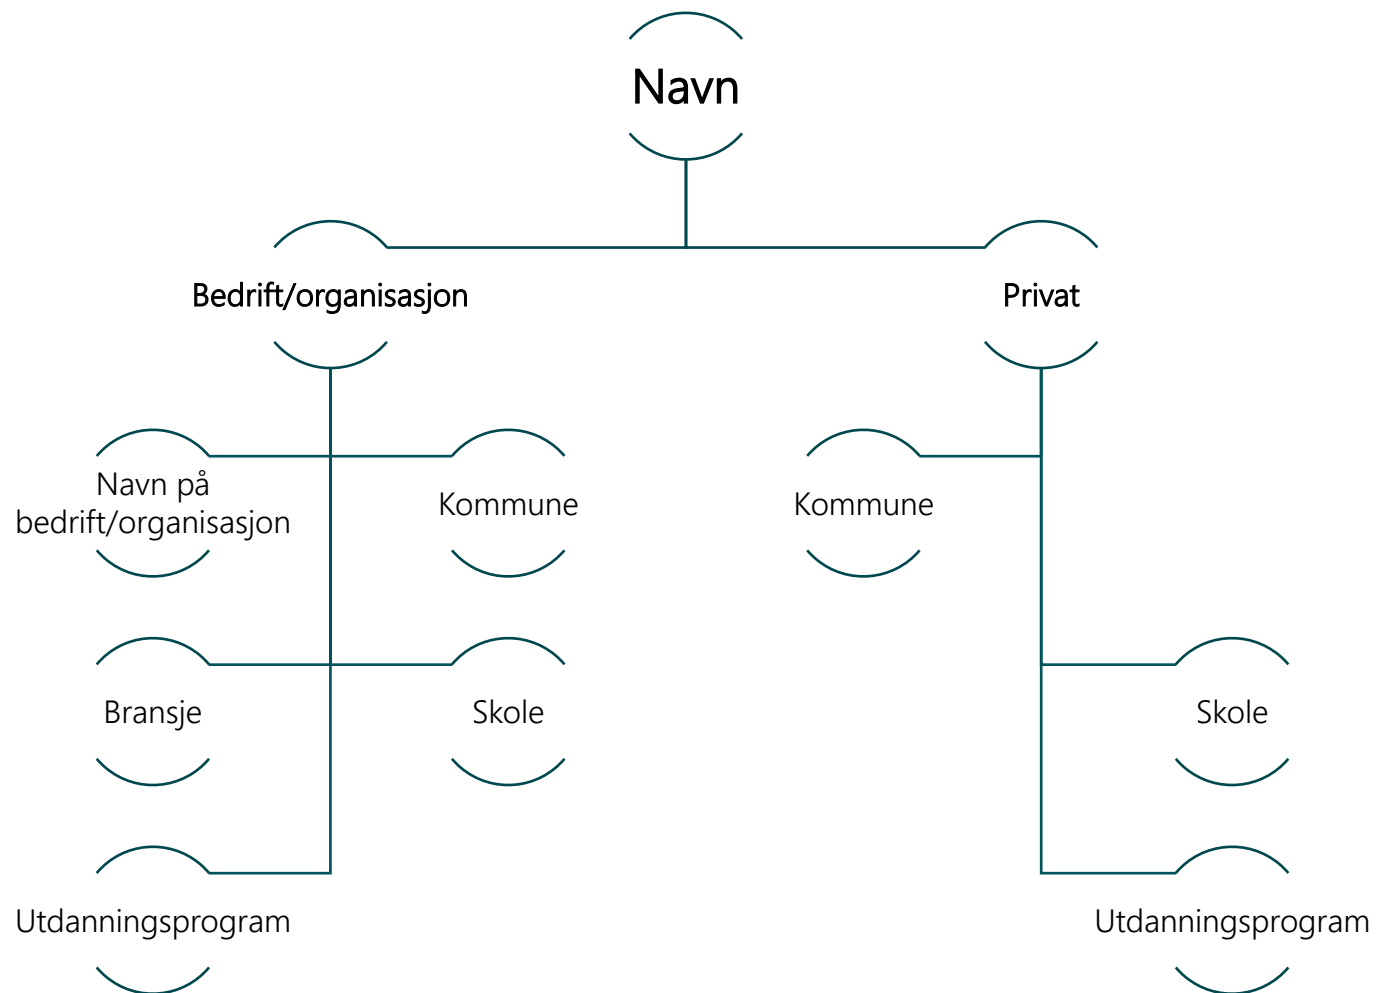 Navn
Bedrift/organisasjon
Privat
Navn på
bedrift/organisasjon
Kommune
Kommune
Bransje
Skole
Skole
Utdanningsprogram
Utdanningsprogram